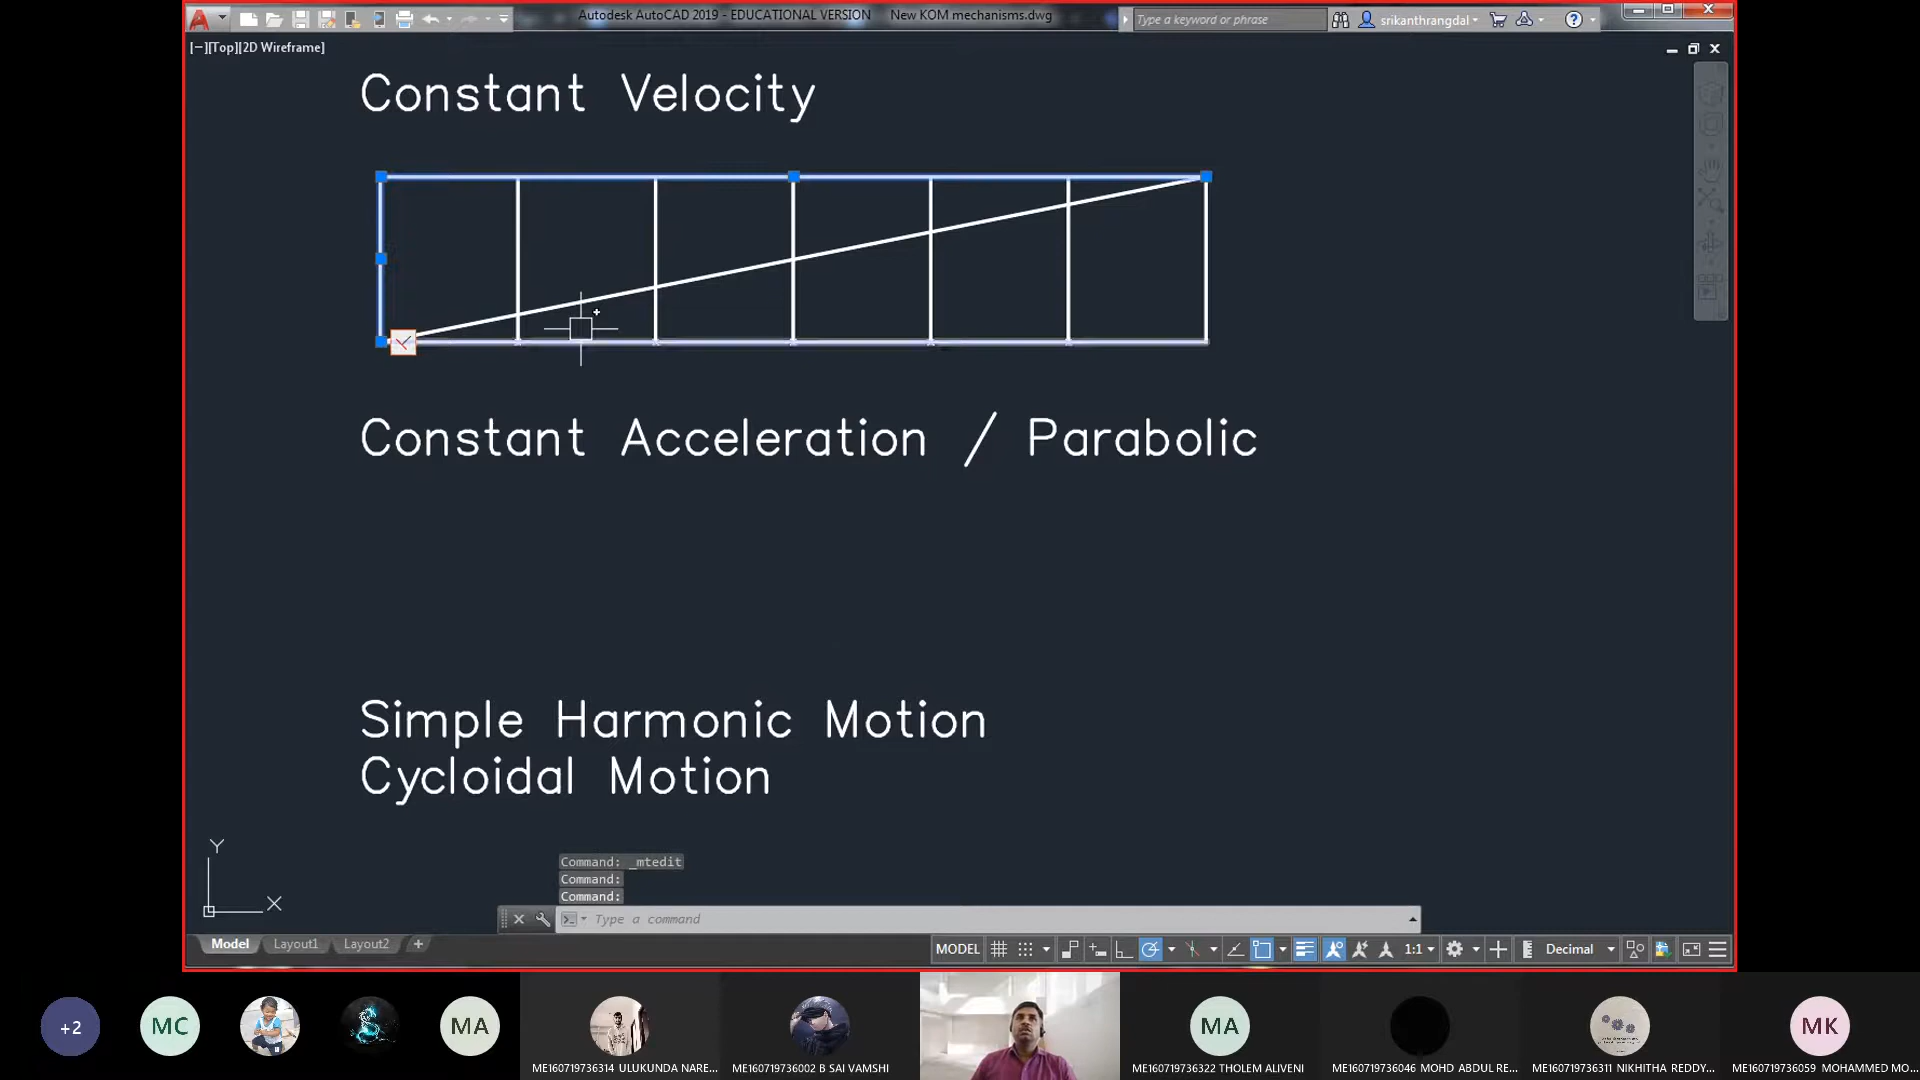 Autodesk AutoCAD 2019 - EDUCATIONAL VERSION New KOM mechanisms.dwg
Type a keyword or phrase
srikanthrangdal
[−][Top][2D Wireframe]
Constant Velocity
Constant Acceleration / Parabolic
Simple Harmonic Motion
Cycloidal Motion
Y
X
Command: _mtedit
Command:
Command:
Type a command
Model
Layout1
Layout2
+
MODEL
1:1
Decimal
+2
MC
MA
MA
MK
ME160719736314 ULUKUNDA NARE...
ME160719736002 B SAI VAMSHI
ME160719736322 THOLEM ALIVENI
ME160719736046 MOHD ABDUL RE...
ME160719736311 NIKHITHA REDDY...
ME160719736059 MOHAMMED MO...